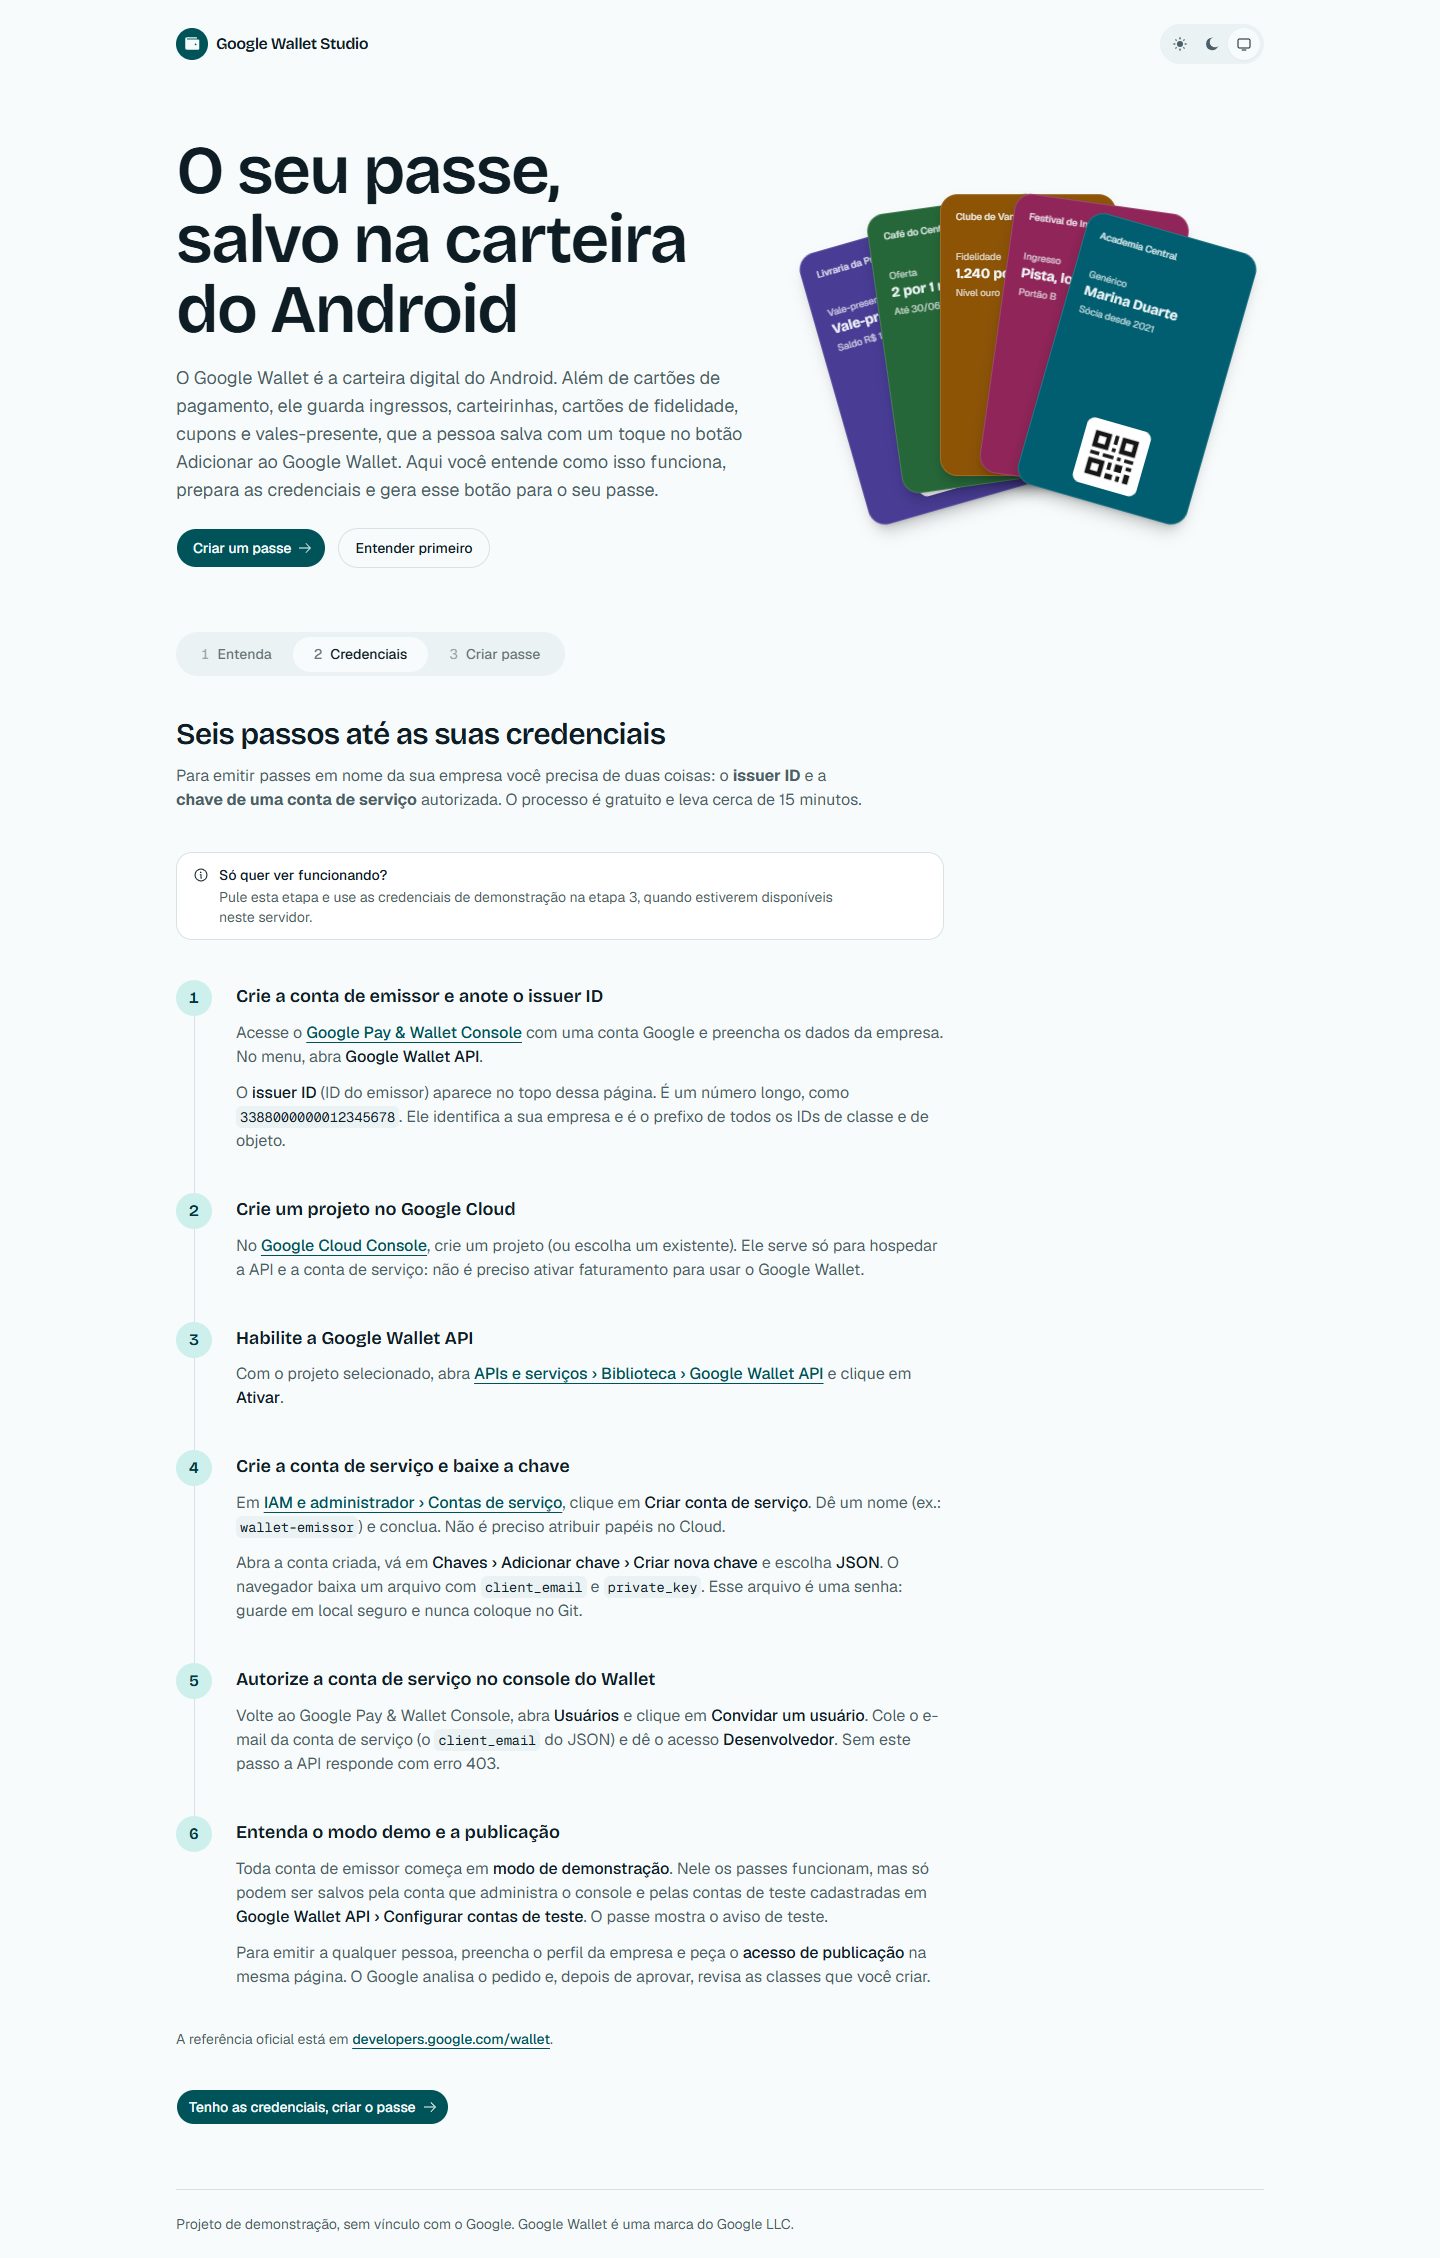 Google Wallet Studio
O seu passe,
salvo na carteira
do Android
O Google Wallet é a carteira digital do Android. Além de cartões de
pagamento, ele guarda ingressos, carteirinhas, cartões de fidelidade,
cupons e vales-presente, que a pessoa salva com um toque no botão
Adicionar ao Google Wallet. Aqui você entende como isso funciona,
prepara as credenciais e gera esse botão para o seu passe.
Criar um passe
Entender primeiro
Livraria da
Saldo R$
Café do
Oferta
2 por 1
Até 30/06
Clube de
Fidelidade
1.240
Nível ouro
Festival de
Ingresso
Pista,
Portão B
Academia Central
Genérico
Marina Duarte
Sócia desde 2021
1 Entenda
2 Credenciais
3 Criar passe
Seis passos até as suas credenciais
Para emitir passes em nome da sua empresa você precisa de duas coisas: o issuer ID e a
chave de uma conta de serviço autorizada. O processo é gratuito e leva cerca de 15 minutos.
Só quer ver funcionando?
Pule esta etapa e use as credenciais de demonstração na etapa 3, quando estiverem disponíveis
neste servidor.
1
Crie a conta de emissor e anote o issuer ID
Acesse o Google Pay & Wallet Console com uma conta Google e preencha os dados da empresa.
No menu, abra Google Wallet API.
O issuer ID (ID do emissor) aparece no topo dessa página. É um número longo, como
3388000000012345678. Ele identifica a sua empresa e é o prefixo de todos os IDs de classe e de
objeto.
2
Crie um projeto no Google Cloud
No Google Cloud Console, crie um projeto (ou escolha um existente). Ele serve só para hospedar
a API e a conta de serviço: não é preciso ativar faturamento para usar o Google Wallet.
3
Habilite a Google Wallet API
Com o projeto selecionado, abra APIs e serviços › Biblioteca › Google Wallet API e clique em
Ativar.
4
Crie a conta de serviço e baixe a chave
Em IAM e administrador › Contas de serviço, clique em Criar conta de serviço. Dê um nome (ex.:
wallet-emissor) e conclua. Não é preciso atribuir papéis no Cloud.
Abra a conta criada, vá em Chaves › Adicionar chave › Criar nova chave e escolha JSON. O
navegador baixa um arquivo com client_email e private_key. Esse arquivo é uma senha:
guarde em local seguro e nunca coloque no Git.
5
Autorize a conta de serviço no console do Wallet
Volte ao Google Pay & Wallet Console, abra Usuários e clique em Convidar um usuário. Cole o e-
mail da conta de serviço (o client_email do JSON) e dê o acesso Desenvolvedor. Sem este
passo a API responde com erro 403.
6
Entenda o modo demo e a publicação
Toda conta de emissor começa em modo de demonstração. Nele os passes funcionam, mas só
podem ser salvos pela conta que administra o console e pelas contas de teste cadastradas em
Google Wallet API › Configurar contas de teste. O passe mostra o aviso de teste.
Para emitir a qualquer pessoa, preencha o perfil da empresa e peça o acesso de publicação na
mesma página. O Google analisa o pedido e, depois de aprovar, revisa as classes que você criar.
A referência oficial está em developers.google.com/wallet.
Tenho as credenciais, criar o passe
Projeto de demonstração, sem vínculo com o Google. Google Wallet é uma marca do Google LLC.